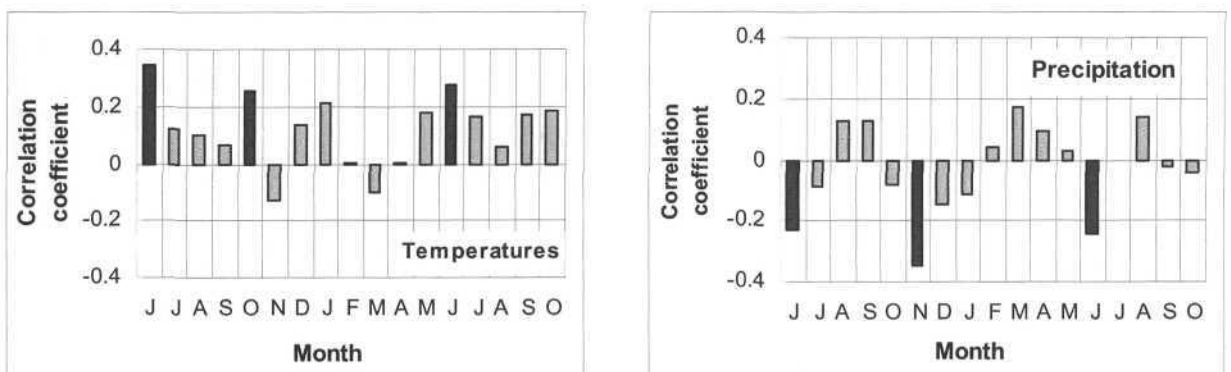 0.4
0.2
0
-0.2
-0.4
Correlation
coefficient
Temperatures
J J A S O N D J F M A M J J A S O
Month
0.4
0.2
0
-0.2
-0.4
Correlation
coefficient
Precipitation
J J A S O N D J F M A M J J A S O
Month